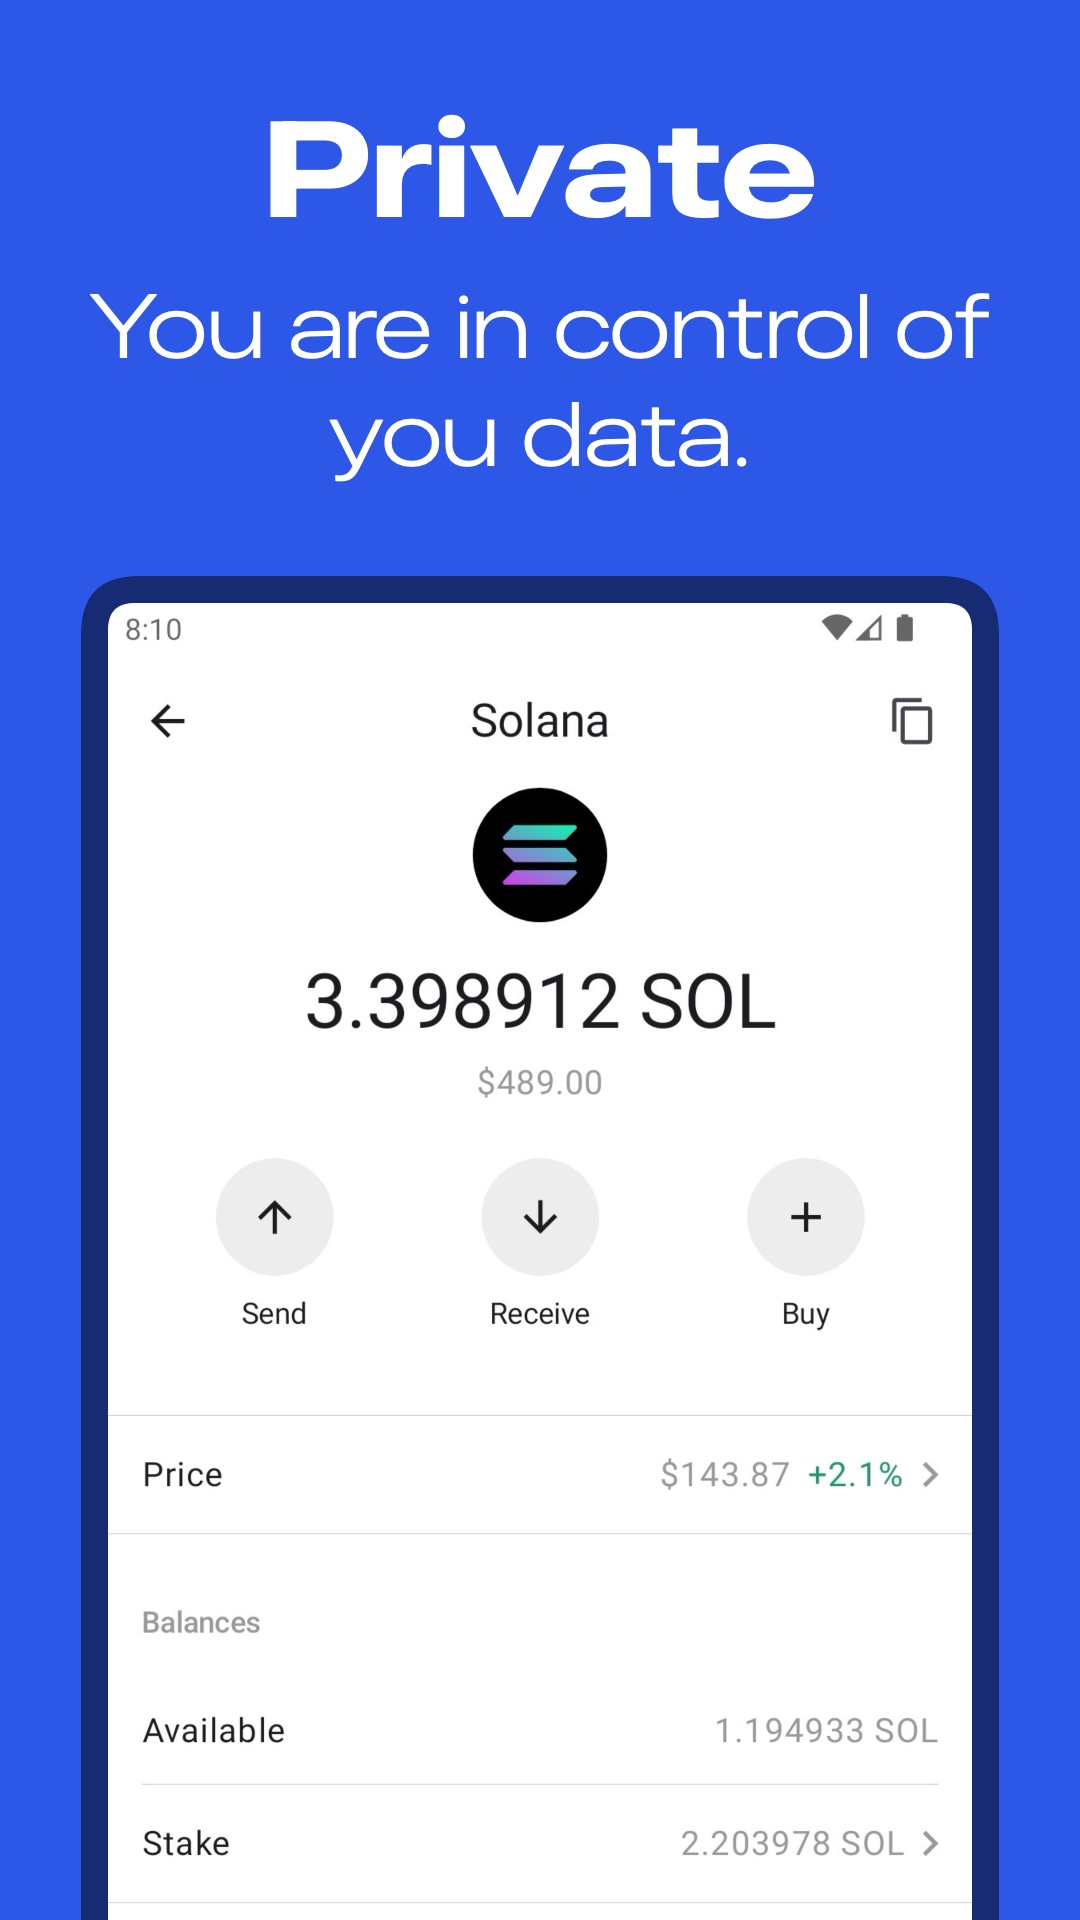 Private
You are in control of
you data.
8:10
Solana
3.398912 SOL
$489.00
Send Receive Buy
Price $143.87 +2.1%
Balances
Available 1.194933 SOL
Stake 2.203978 SOL